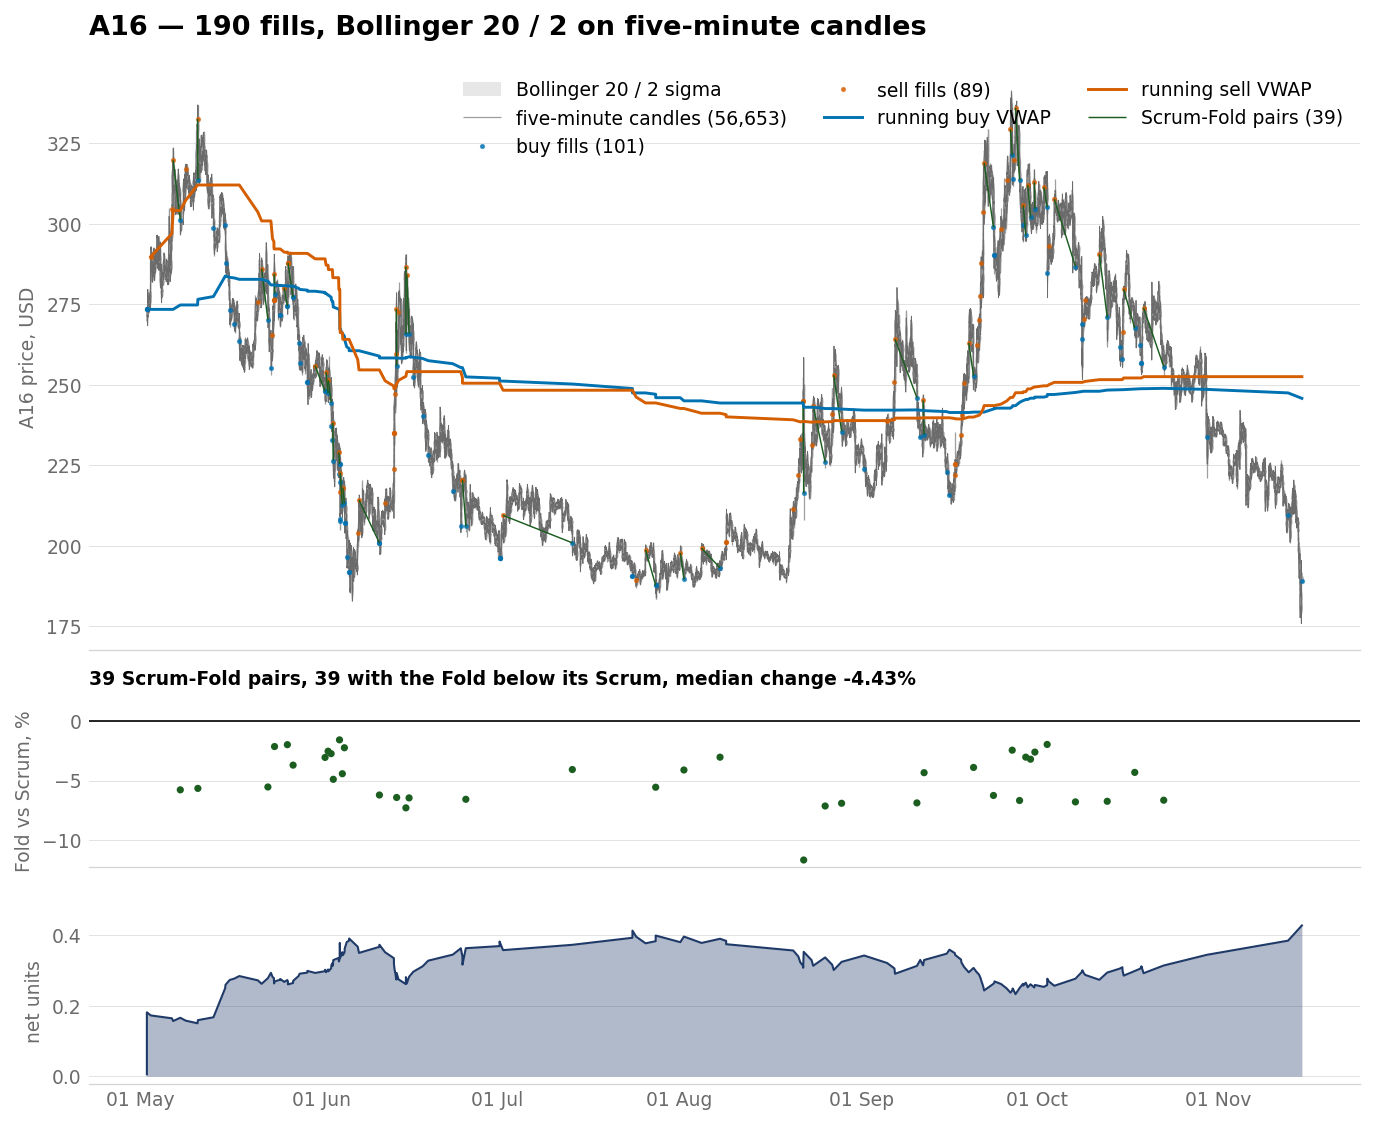 A16 — 190 fills, Bollinger 20 / 2 on five-minute candles
Bollinger 20 / 2 sigma
five-minute candles (56,653)
buy fills (101)
sell fills (89)
running buy VWAP
running sell VWAP
Scrum-Fold pairs (39)
A16 price, USD
325
300
275
250
225
200
175
39 Scrum-Fold pairs, 39 with the Fold below its Scrum, median change -4.43%
Fold vs Scrum, %
0
−5
−10
net units
0.4
0.2
0.0
01 May
01 Jun
01 Jul
01 Aug
01 Sep
01 Oct
01 Nov